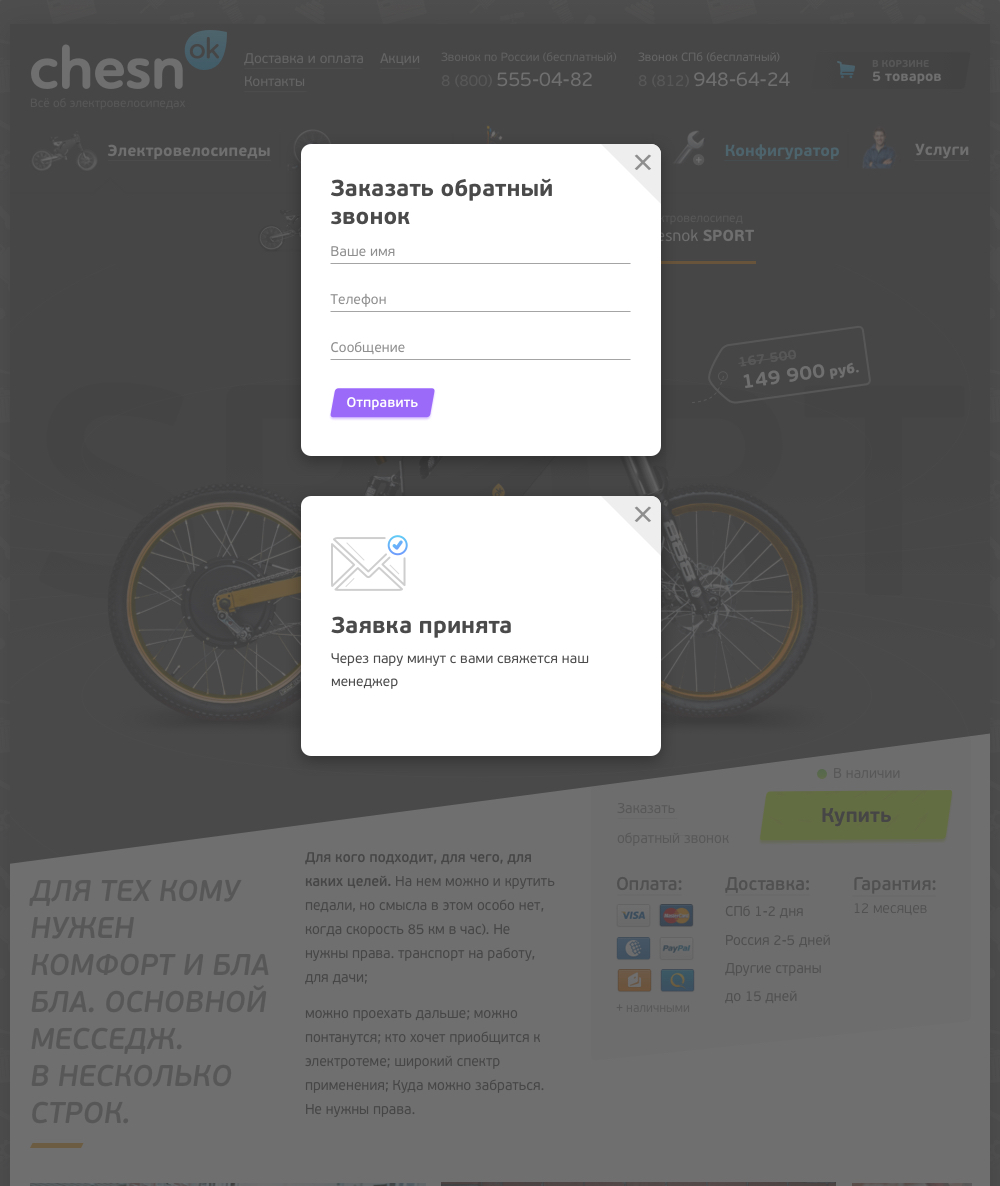 chesn ok
Всё об электровелосипедах
Доставка и оплата Акции
Контакты
Звонок по России (бесплатный)
8 (800) 555-04-82
Звонок СПб (бесплатный)
8 (812) 948-64-24
В КОРЗИНЕ
5 товаров
Электровелосипеды
Конфигуратор
Услуги
SPORT
Заказать обратный
звонок
Ваше имя
Телефон
Сообщение
Отправить
167 500
149 900 руб.
Заявка принята
Через пару минут с вами свяжется наш
менеджер
В наличии
Заказать
обратный звонок
Купить
Оплата:
VISA MasterCard
PayPal
+ наличными
Доставка:
СПб 1-2 дня
Россия 2-5 дней
Другие страны
до 15 дней
Гарантия:
12 месяцев
ДЛЯ ТЕХ КОМУ
НУЖЕН
КОМФОРТ И БЛА
БЛА. ОСНОВНОЙ
МЕССЕДЖ.
В НЕСКОЛЬКО
СТРОК.
Для кого подходит, для чего, для
каких целей. На нем можно и крутить
педали, но смысла в этом особо нет,
когда скорость 85 км в час). Не
нужны права. транспорт на работу,
для дачи;
можно проехать дальше; можно
понтанутся; кто хочет приобщится к
электротеме; широкий спектр
применения; Куда можно забраться.
Не нужны права.